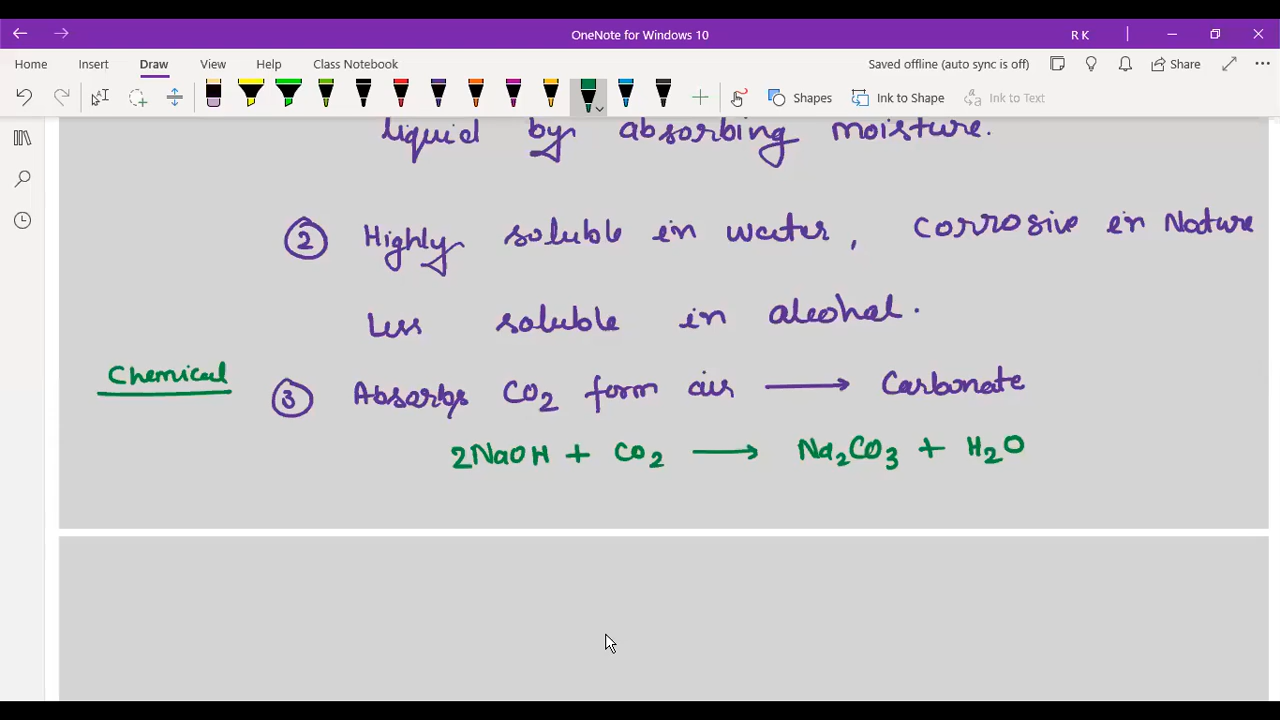 OneNote for Windows 10
R K
Home Insert Draw View Help Class Notebook
Saved offline (auto sync is off) Share
Shapes Ink to Shape Ink to Text
liquid by absorbing moisture.
② Highly soluble in water, Corrosive in Nature
Less soluble in alcohal.
Chemical
③ Absorbs CO2 form air ⟶ Carbonate
2NaOH + CO2 ⟶ Na2CO3 + H2O